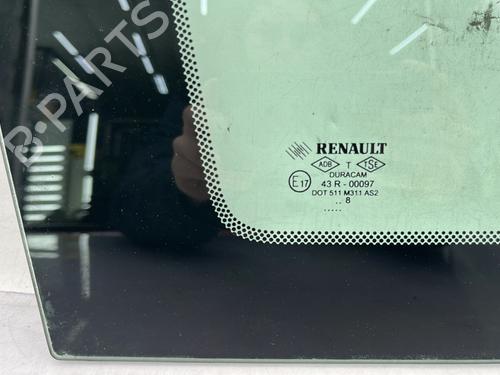 B-PARTS
RENAULT
ADB T TSE
DURACAM
E17 43 R - 00097
DOT 511 M311 AS2
.. 8
.....